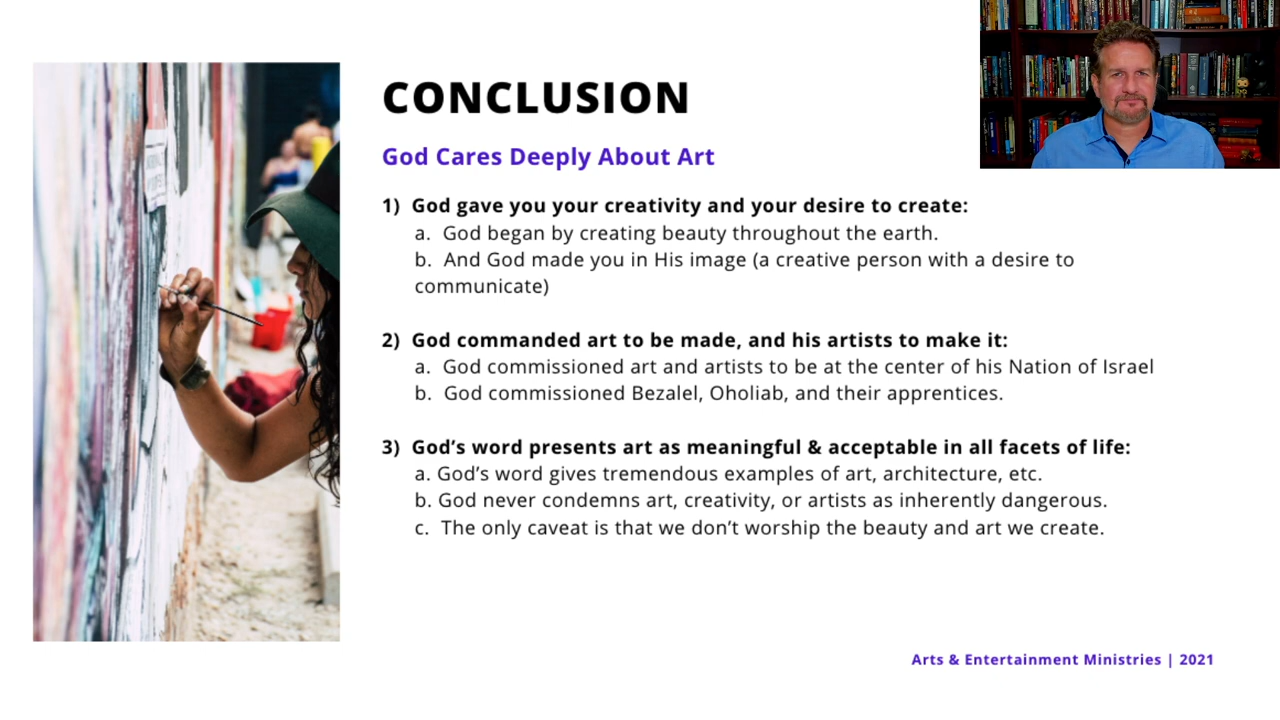 CONCLUSION
God Cares Deeply About Art
1) God gave you your creativity and your desire to create:
a. God began by creating beauty throughout the earth.
b. And God made you in His image (a creative person with a desire to
communicate)
2) God commanded art to be made, and his artists to make it:
a. God commissioned art and artists to be at the center of his Nation of Israel
b. God commissioned Bezalel, Oholiab, and their apprentices.
3) God’s word presents art as meaningful & acceptable in all facets of life:
a. God’s word gives tremendous examples of art, architecture, etc.
b. God never condemns art, creativity, or artists as inherently dangerous.
c. The only caveat is that we don’t worship the beauty and art we create.
Arts & Entertainment Ministries | 2021